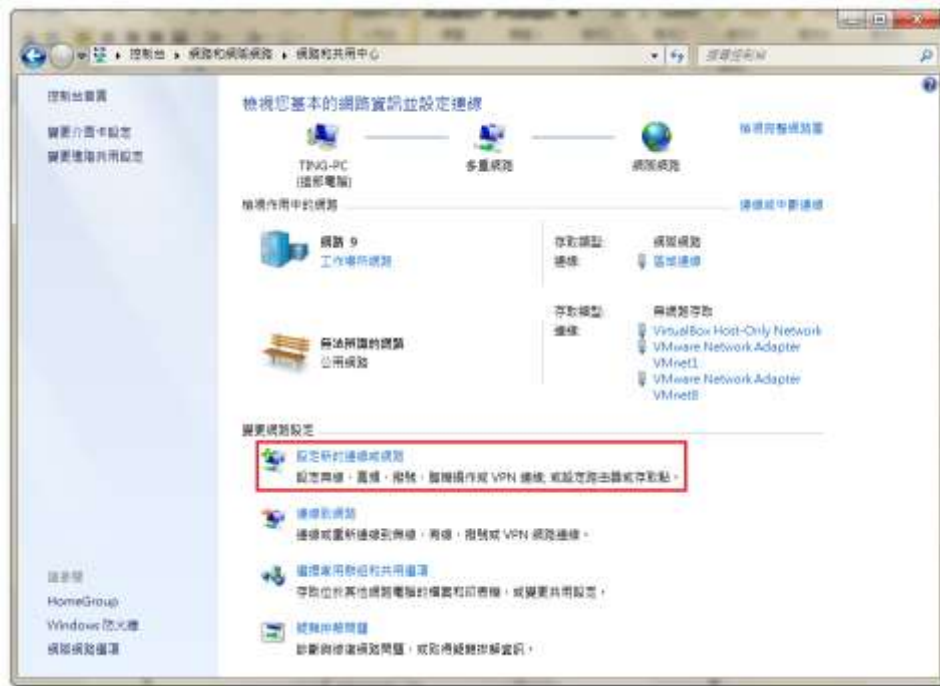 控制台 ▸ 網路和網際網路 ▸ 網路和共用中心
搜尋控制台
控制台首頁
變更介面卡設定
變更進階共用設定
請參閱
HomeGroup
Windows 防火牆
網際網路選項
檢視您基本的網路資訊並設定連線
檢視完整網路圖
TING-PC
(這部電腦)
多重網路
網際網路
檢視作用中的網路
連線或中斷連線
網路 9
工作場所網路
存取類型:
網際網路
連線:
區域連線
無法辨識的網路
公用網路
存取類型:
無網路存取
連線:
VirtualBox Host-Only Network
VMware Network Adapter
VMnet1
VMware Network Adapter
VMnet8
變更網路設定
設定新的連線或網路
設定無線、寬頻、撥號、臨機操作或 VPN 連線; 或設定路由器或存取點。
連線到網路
連線或重新連線到無線、有線、撥號或 VPN 網路連線。
選擇家用群組和共用選項
存取位於其他網路電腦的檔案和印表機，或變更共用設定。
疑難排解問題
診斷與修復網路問題，或取得疑難排解資訊。